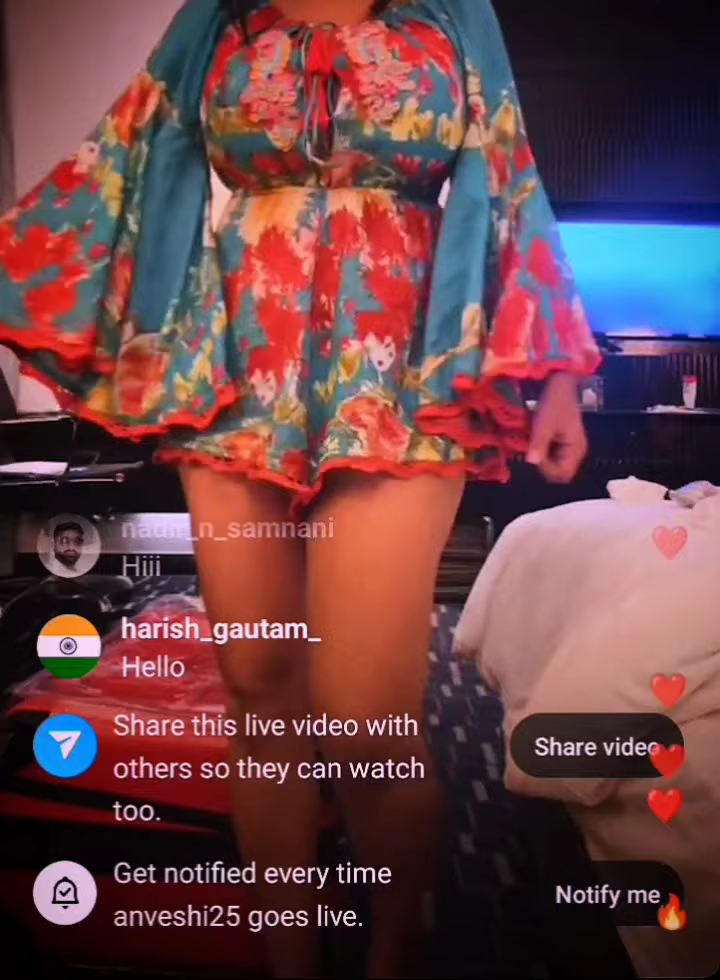 nadir_n_samnani
Hiii
harish_gautam_
Hello
Share this live video with
others so they can watch
too.
Share video
Get notified every time
anveshi25 goes live.
Notify me